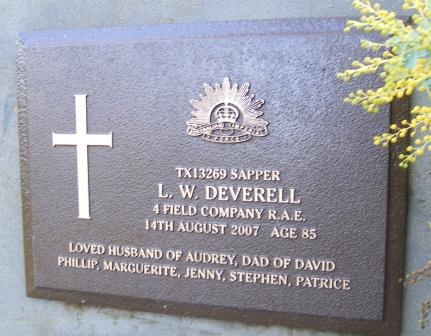 TX13269 SAPPER
L. W. DEVERELL
4 FIELD COMPANY R.A.E.
14TH AUGUST 2007 AGE 85
LOVED HUSBAND OF AUDREY, DAD OF DAVID
PHILLIP, MARGUERITE, JENNY, STEPHEN, PATRICE